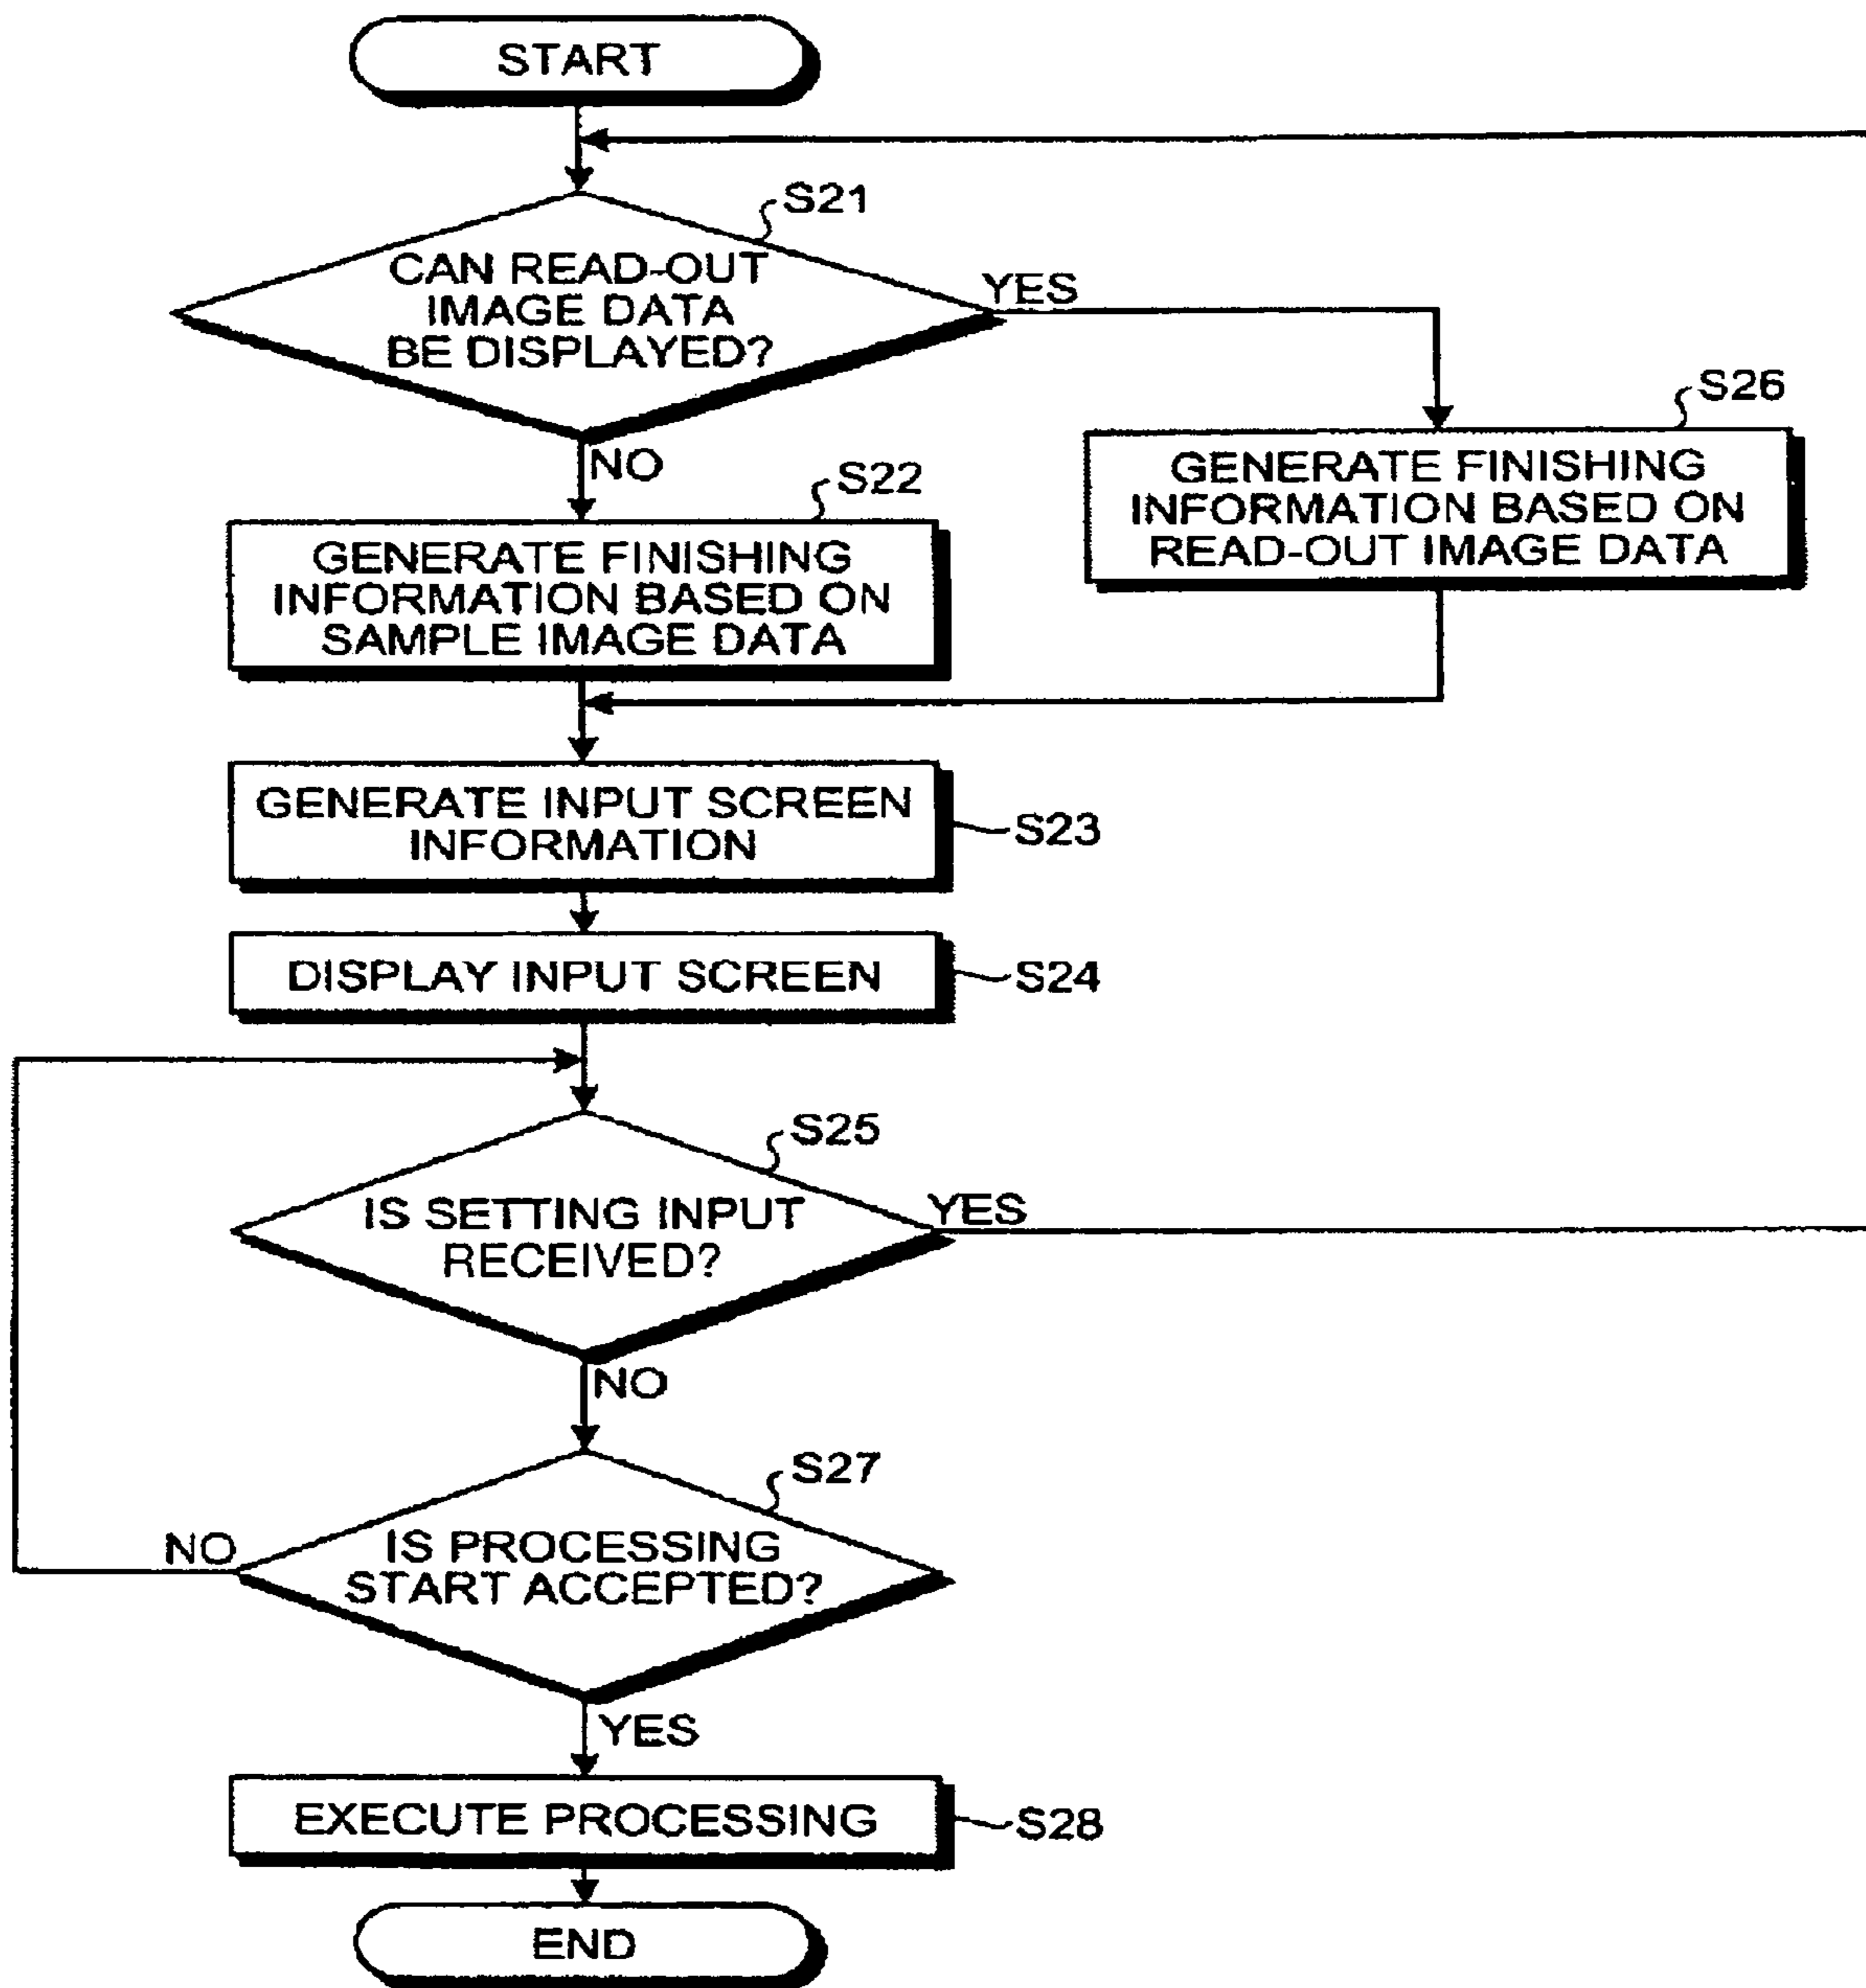 START
S21
CAN READ-OUT
IMAGE DATA
BE DISPLAYED?
YES
NO
S26
GENERATE FINISHING
INFORMATION BASED ON
READ-OUT IMAGE DATA
S22
GENERATE FINISHING
INFORMATION BASED ON
SAMPLE IMAGE DATA
GENERATE INPUT SCREEN
INFORMATION
S23
DISPLAY INPUT SCREEN
S24
S25
IS SETTING INPUT
RECEIVED?
YES
NO
S27
IS PROCESSING
START ACCEPTED?
NO
YES
EXECUTE PROCESSING
S28
END